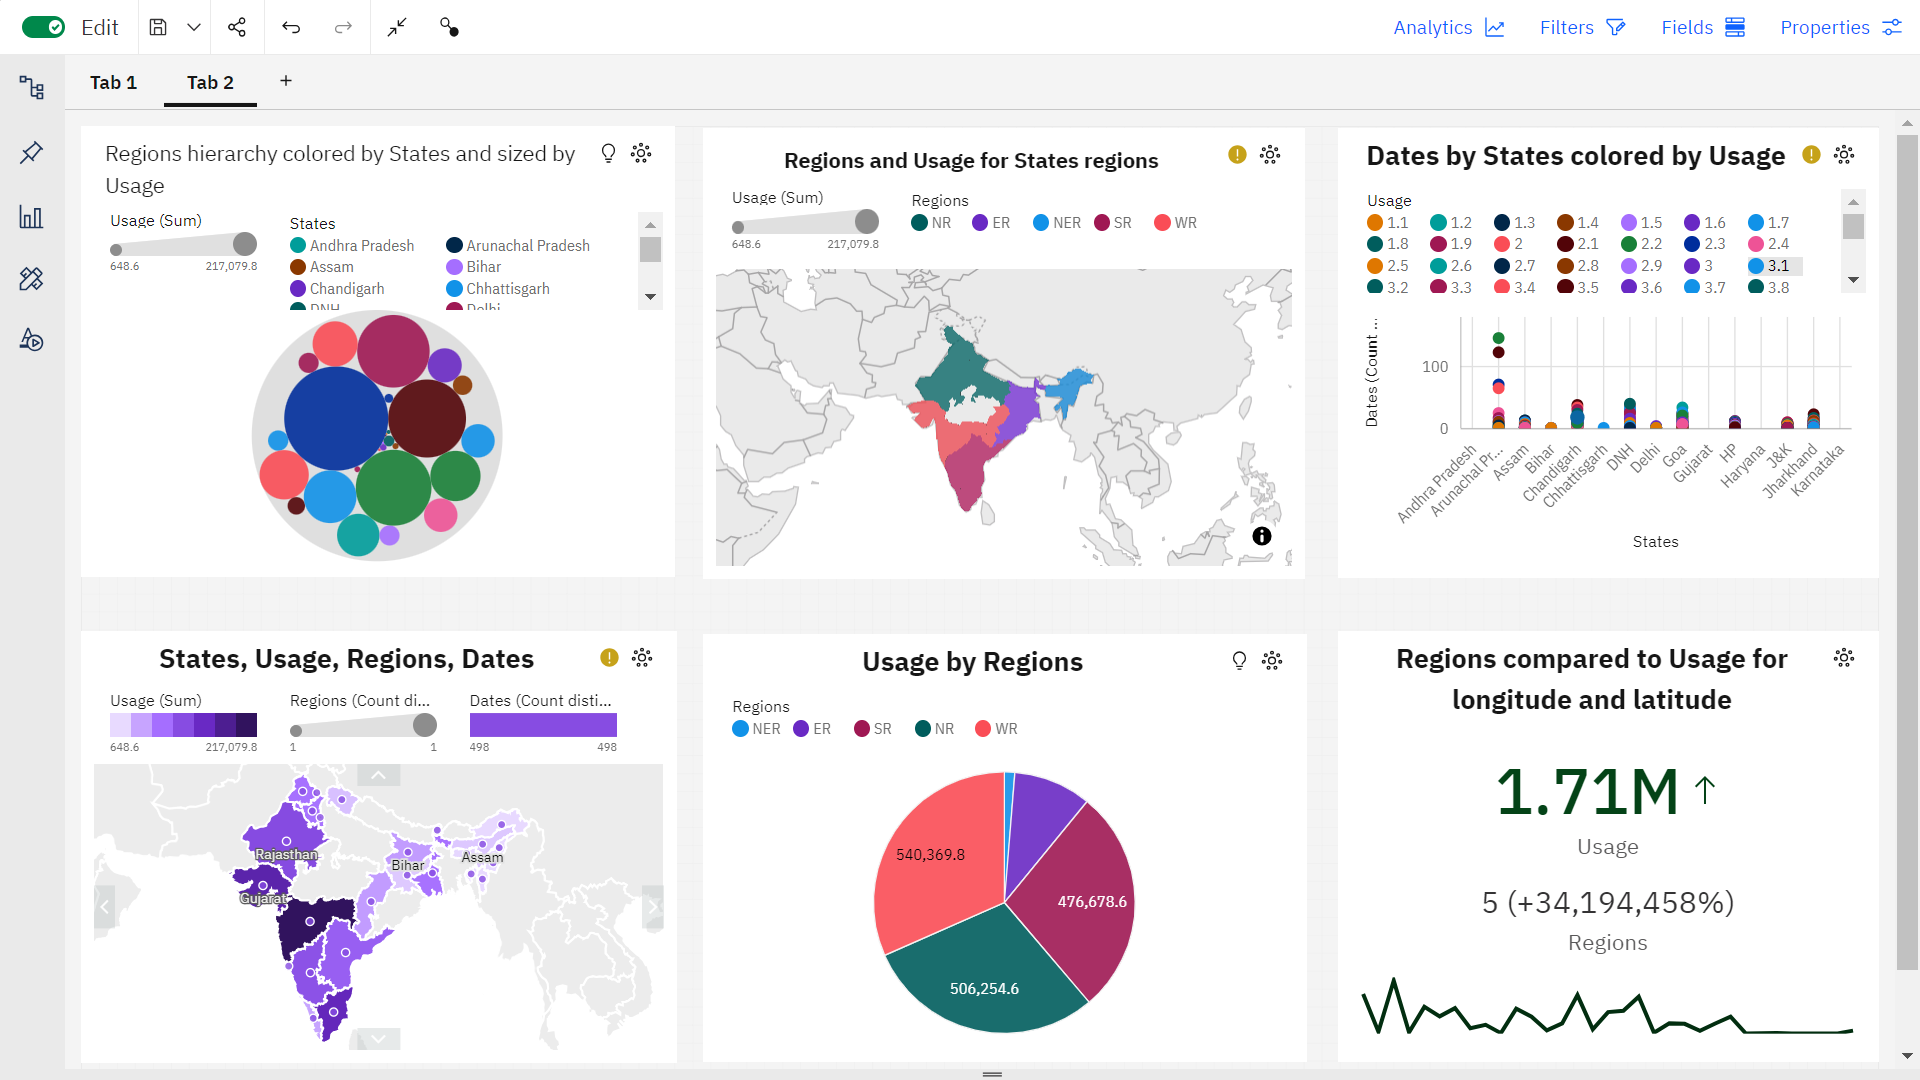 Edit
Analytics
Filters
Fields
Properties
Tab 1
Tab 2
+
Regions hierarchy colored by States and sized by
Usage
Usage (Sum)
648.6 217,079.8
States
Andhra Pradesh Arunachal Pradesh
Assam Bihar
Chandigarh Chhattisgarh
DNH Delhi
Regions and Usage for States regions
Usage (Sum)
648.6 217,079.8
Regions
NR ER NER SR WR
Dates by States colored by Usage
Usage
1.1 1.2 1.3 1.4 1.5 1.6 1.7
1.8 1.9 2 2.1 2.2 2.3 2.4
2.5 2.6 2.7 2.8 2.9 3 3.1
3.2 3.3 3.4 3.5 3.6 3.7 3.8
Dates (Count ...
100
0
Andhra Pradesh
Arunachal Pr...
Assam
Bihar
Chandigarh
Chhattisgarh
DNH
Delhi
Goa
Gujarat
HP
Haryana
J&K
Jharkhand
Karnataka
States
States, Usage, Regions, Dates
Usage (Sum)
648.6 217,079.8
Regions (Count di...
1 1
Dates (Count disti...
498 498
Rajasthan
Bihar
Assam
Gujarat
Usage by Regions
Regions
NER ER SR NR WR
540,369.8
476,678.6
506,254.6
Regions compared to Usage for
longitude and latitude
1.71M ↑
Usage
5 (+34,194,458%)
Regions